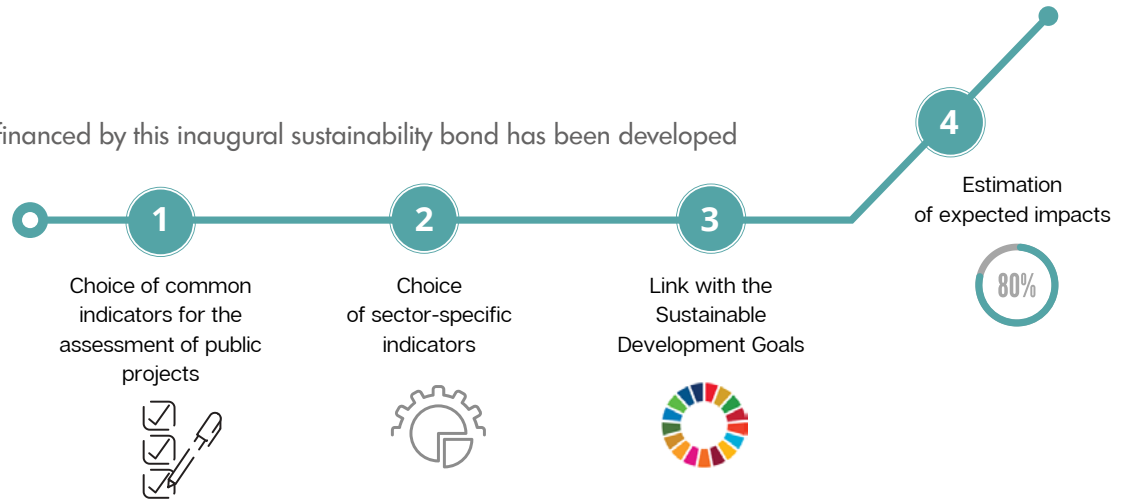 financed by this inaugural sustainability bond has been developed
1
Choice of common
indicators for the
assessment of public
projects
2
Choice
of sector-specific
indicators
3
Link with the
Sustainable
Development Goals
4
Estimation
of expected impacts
80%